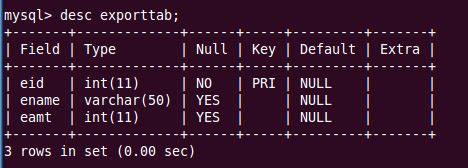 mysql> desc exporttab;
+-------+-------------+------+-----+---------+-------+
| Field | Type        | Null | Key | Default | Extra |
+-------+-------------+------+-----+---------+-------+
| eid   | int(11)     | NO   | PRI | NULL    |       |
| ename | varchar(50) | YES  |     | NULL    |       |
| eamt  | int(11)     | YES  |     | NULL    |       |
+-------+-------------+------+-----+---------+-------+
3 rows in set (0.00 sec)